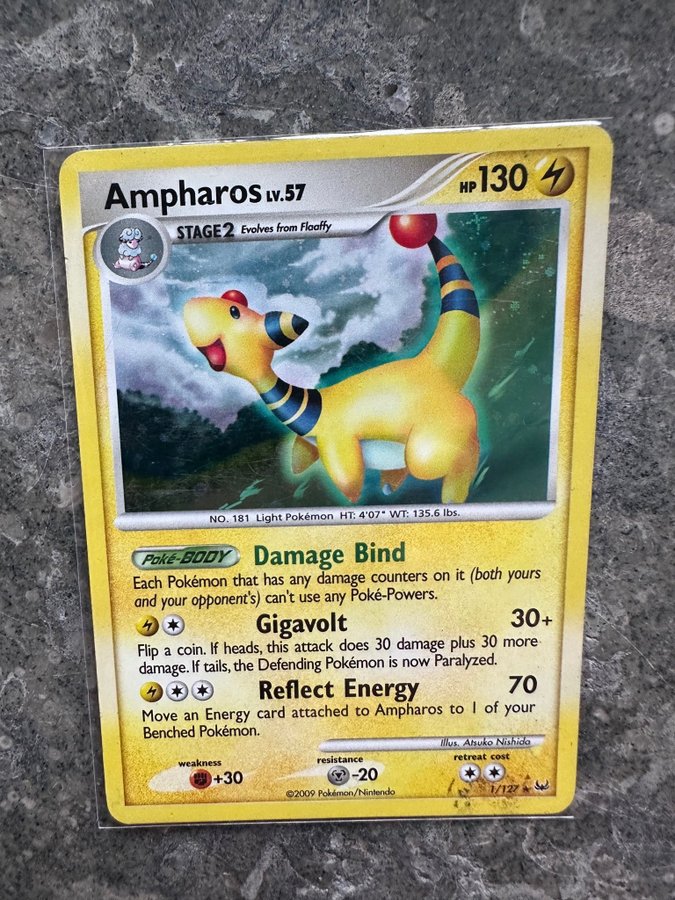 Ampharos LV.57 HP 130
STAGE2 Evolves from Flaaffy
NO. 181 Light Pokémon HT: 4'07" WT: 135.6 lbs.
Poké-BODY Damage Bind
Each Pokémon that has any damage counters on it (both yours
and your opponent's) can't use any Poké-Powers.
Gigavolt 30+
Flip a coin. If heads, this attack does 30 damage plus 30 more
damage. If tails, the Defending Pokémon is now Paralyzed.
Reflect Energy 70
Move an Energy card attached to Ampharos to 1 of your
Benched Pokémon.
Illus. Atsuko Nishida
weakness resistance retreat cost
+30 -20
©2009 Pokémon/Nintendo 1/127